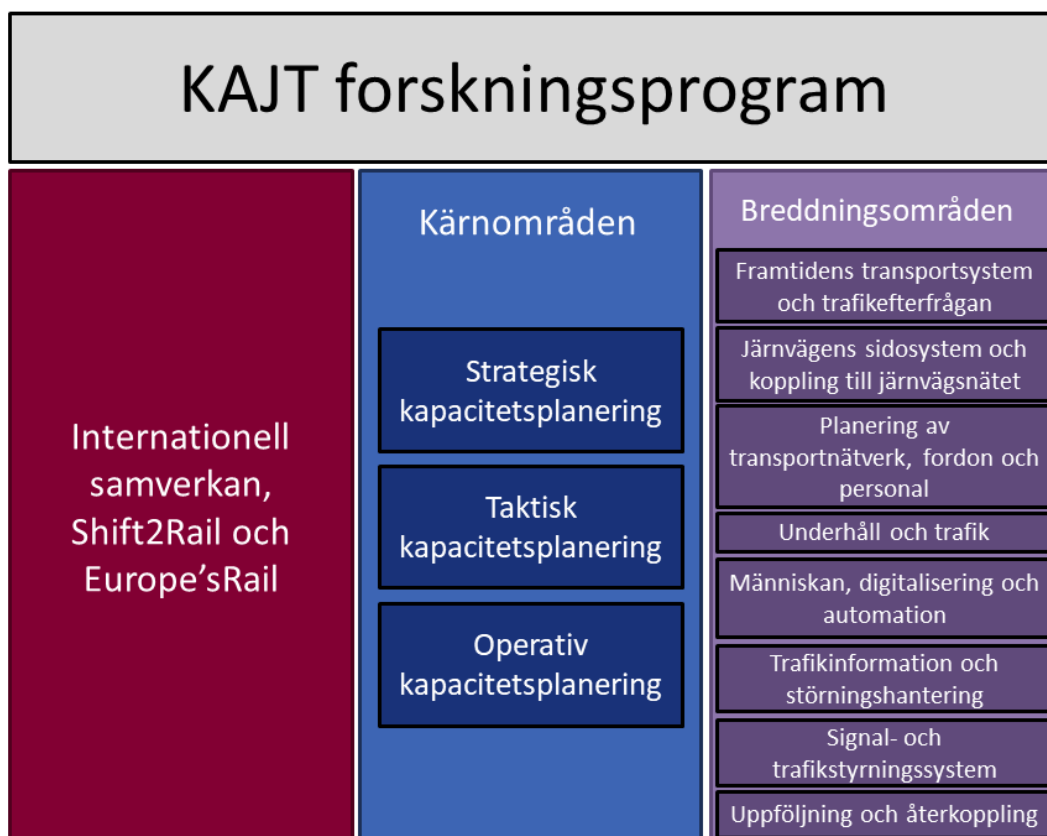 KAJT forskningsprogram
Internationell
samverkan,
Shift2Rail och
Europe'sRail
Kärnområden
Strategisk
kapacitetsplanering
Taktisk
kapacitetsplanering
Operativ
kapacitetsplanering
Breddningsområden
Framtidens transportsystem
och trafikefterfrågan
Järnvägens sidosystem och
koppling till järnvägsnätet
Planering av
transportnätverk, fordon och
personal
Underhåll och trafik
Människan, digitalisering och
automation
Trafikinformation och
störningshantering
Signal- och
trafikstyrningssystem
Uppföljning och återkoppling